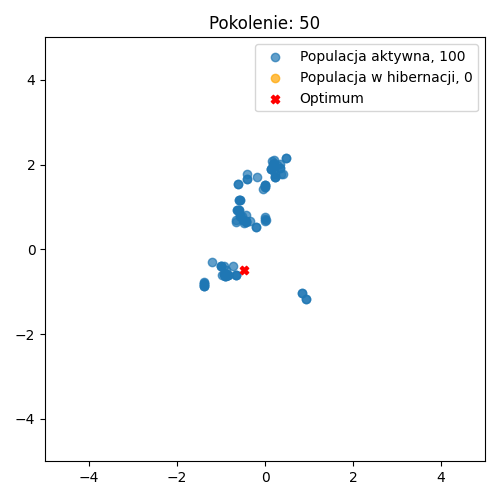 Pokolenie: 50
Populacja aktywna, 100
Populacja w hibernacji, 0
Optimum
4
2
0
−2
−4
−4 −2 0 2 4